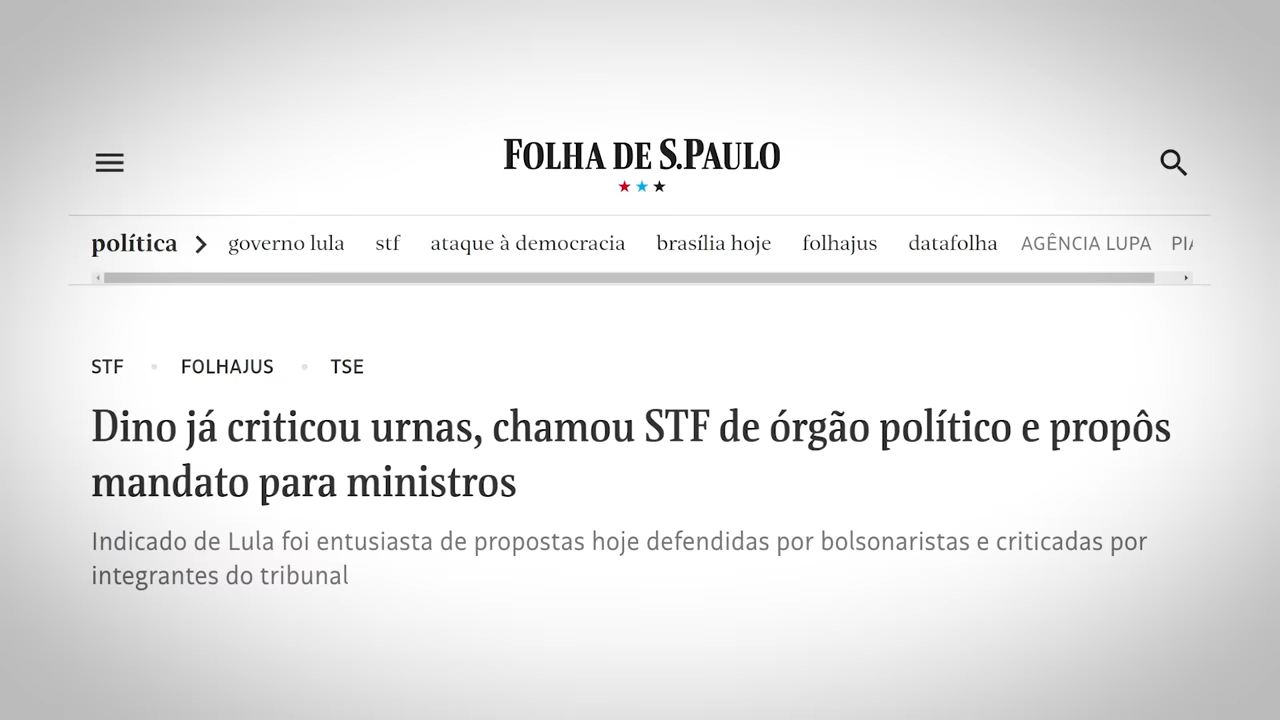 FOLHA DE S.PAULO
política governo lula stf ataque à democracia brasília hoje folhajus datafolha AGÊNCIA LUPA
STF • FOLHAJUS • TSE
Dino já criticou urnas, chamou STF de órgão político e propôs
mandato para ministros
Indicado de Lula foi entusiasta de propostas hoje defendidas por bolsonaristas e criticadas por
integrantes do tribunal